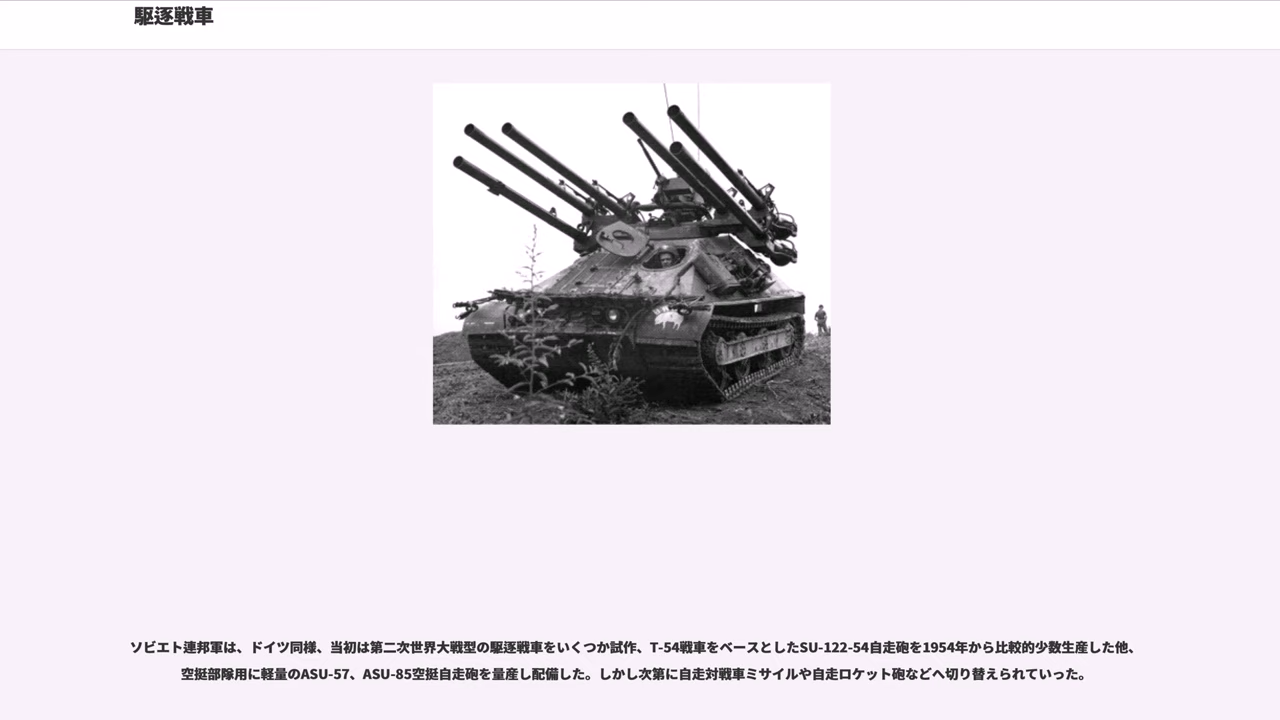 駆逐戦車
ソビエト連邦軍は、ドイツ同様、当初は第二次世界大戦型の駆逐戦車をいくつか試作、T-54戦車をベースとしたSU-122-54自走砲を1954年から比較的少数生産した他、
空挺部隊用に軽量のASU-57、ASU-85空挺自走砲を量産し配備した。しかし次第に自走対戦車ミサイルや自走ロケット砲などへ切り替えられていった。